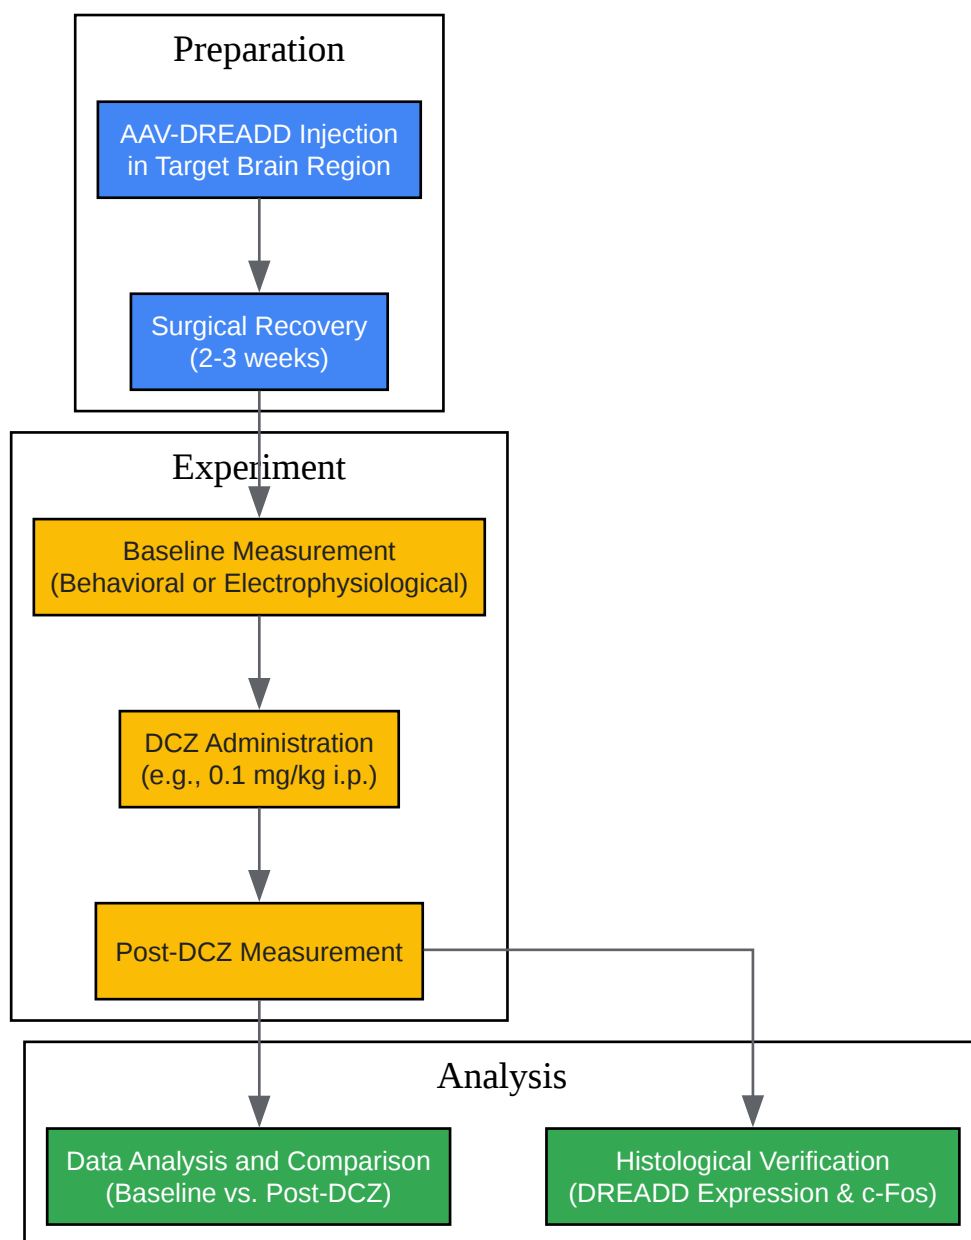 Preparation
AAV-DREADD Injection
in Target Brain Region
Surgical Recovery
(2-3 weeks)
Experiment
Baseline Measurement
(Behavioral or Electrophysiological)
DCZ Administration
(e.g., 0.1 mg/kg i.p.)
Post-DCZ Measurement
Analysis
Data Analysis and Comparison
(Baseline vs. Post-DCZ)
Histological Verification
(DREADD Expression & c-Fos)